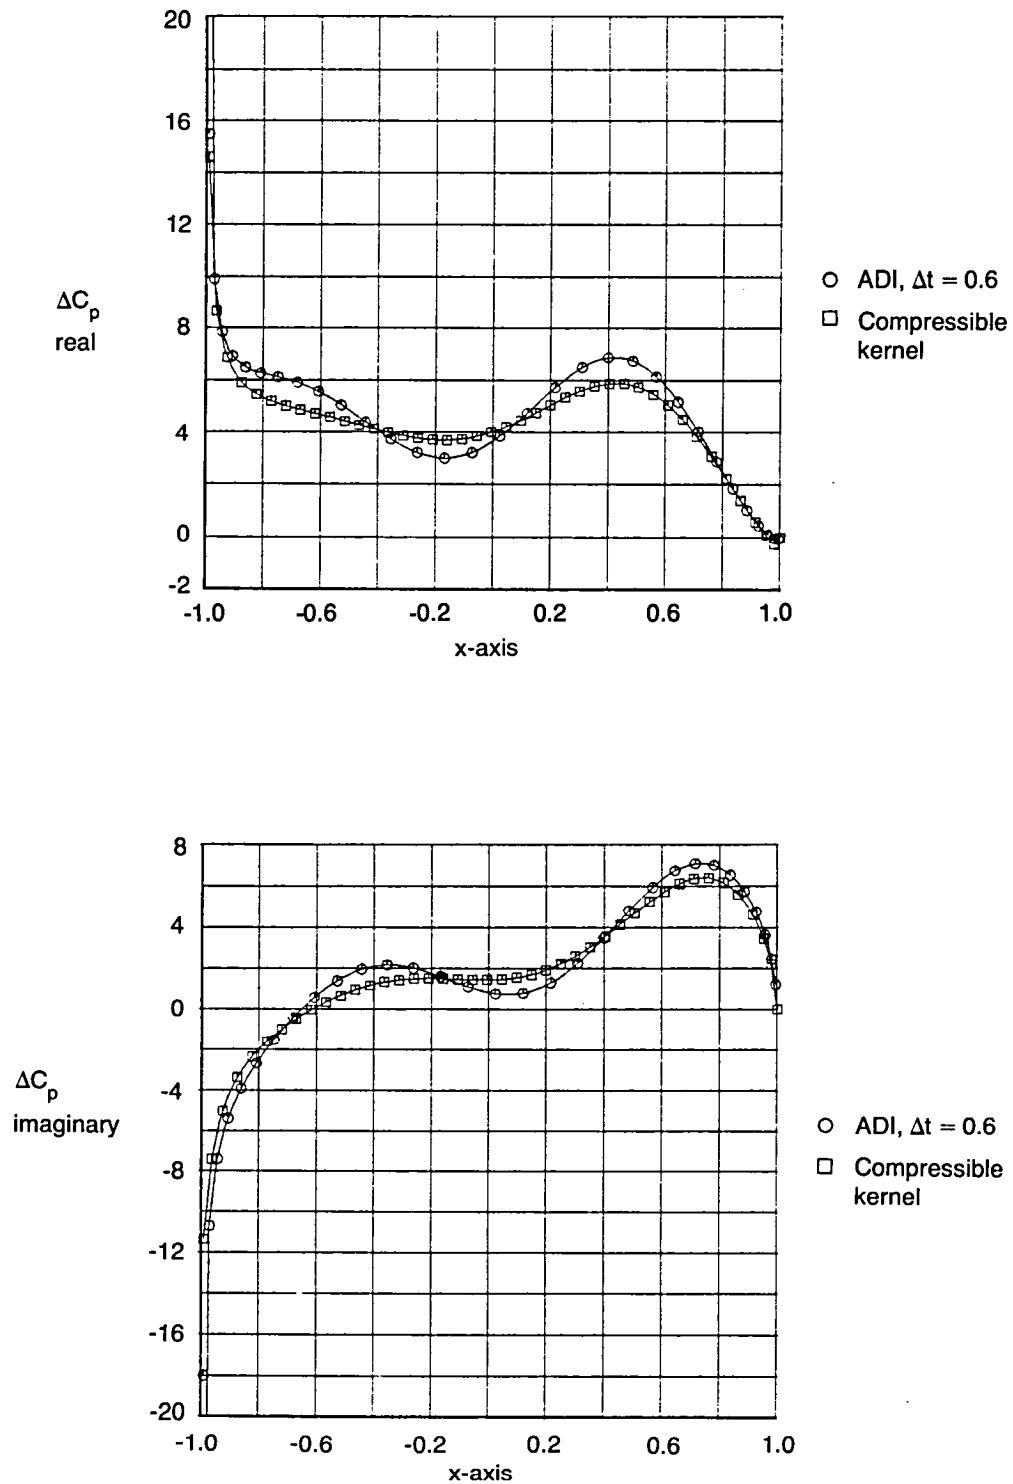 20
16
12
8
4
0
-2
ΔCp
real
-1.0 -0.6 -0.2 0.2 0.6 1.0
x-axis
ADI, Δt = 0.6
Compressible
kernel
8
4
0
-4
-8
-12
-16
-20
ΔCp
imaginary
-1.0 -0.6 -0.2 0.2 0.6 1.0
x-axis
ADI, Δt = 0.6
Compressible
kernel